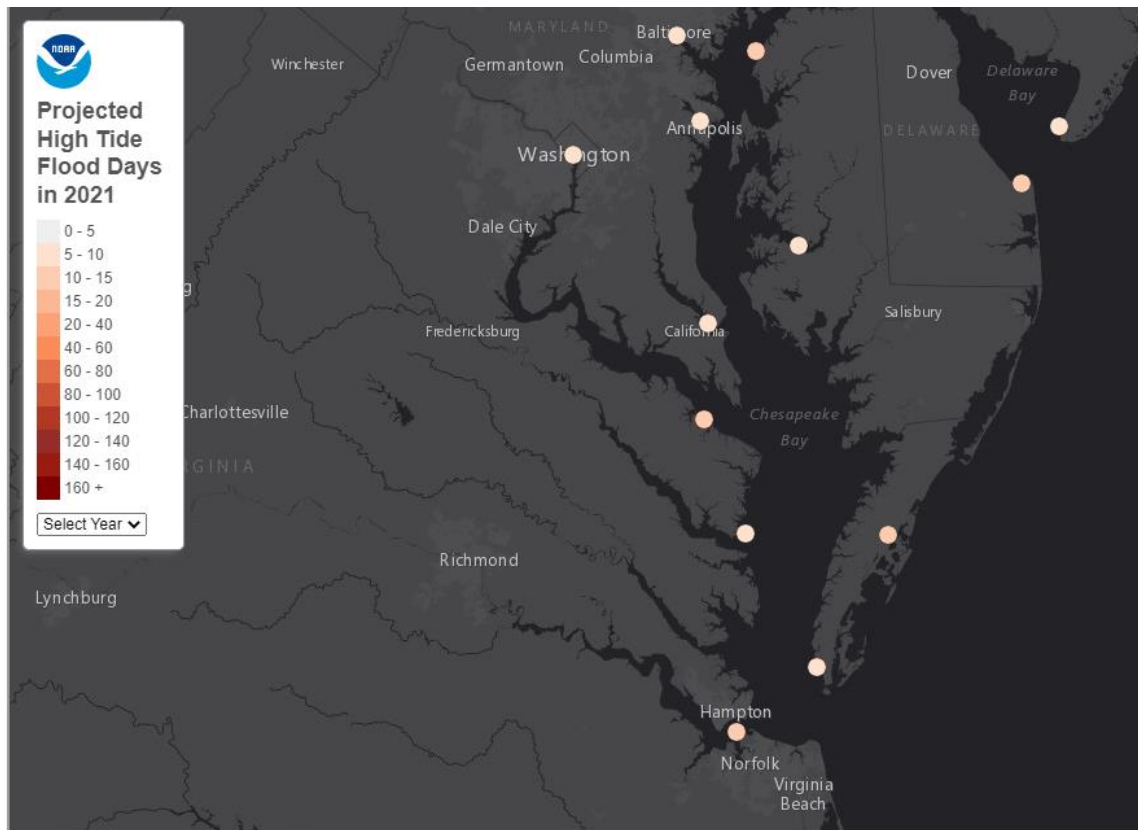 NOAA
Projected
High Tide
Flood Days
in 2021
0 - 5
5 - 10
10 - 15
15 - 20
20 - 40
40 - 60
60 - 80
80 - 100
100 - 120
120 - 140
140 - 160
160 +
Select Year
MARYLAND
Baltimore
Columbia
Winchester
Germantown
Dover
Delaware
Bay
Annapolis
DELAWARE
Washington
Dale City
g
Salisbury
Fredericksburg
California
Charlottesville
Chesapeake
Bay
RGINIA
Richmond
Lynchburg
Hampton
Norfolk
Virginia
Beach